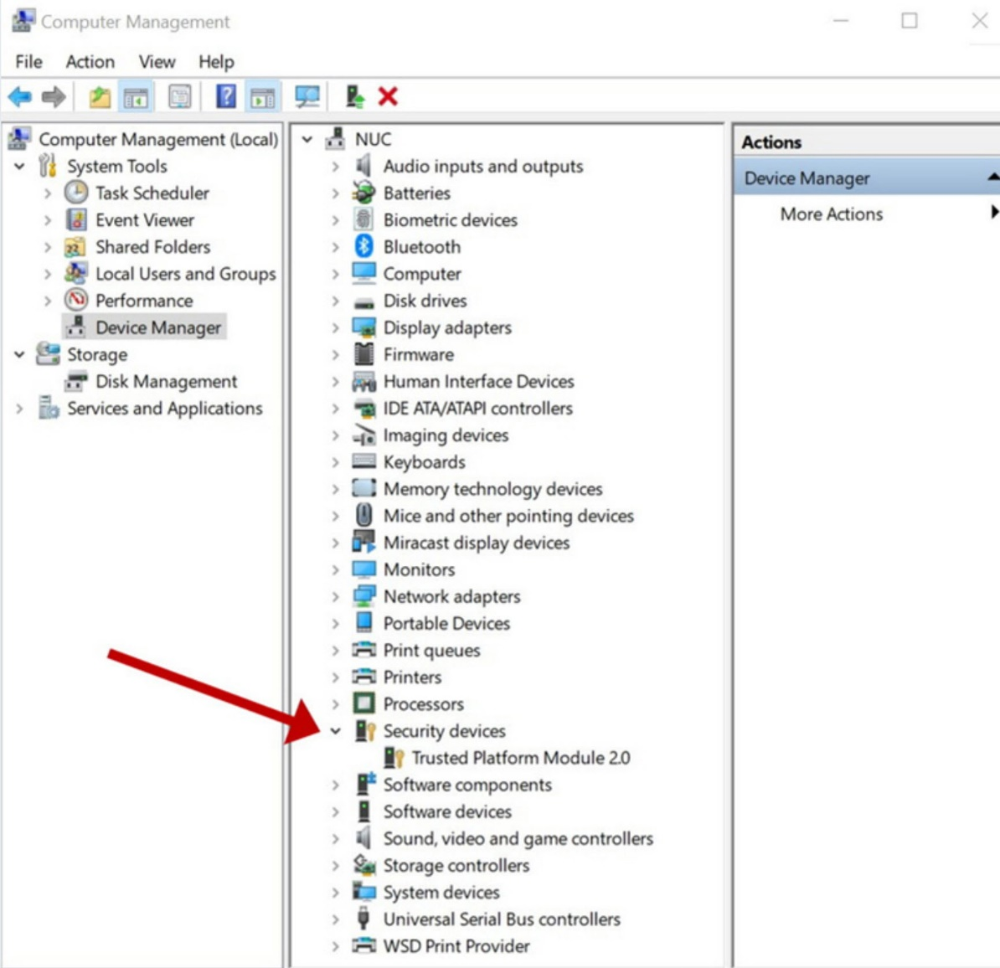 Computer Management
File Action View Help
Computer Management (Local)
System Tools
Task Scheduler
Event Viewer
Shared Folders
Local Users and Groups
Performance
Device Manager
Storage
Disk Management
Services and Applications
NUC
Audio inputs and outputs
Batteries
Biometric devices
Bluetooth
Computer
Disk drives
Display adapters
Firmware
Human Interface Devices
IDE ATA/ATAPI controllers
Imaging devices
Keyboards
Memory technology devices
Mice and other pointing devices
Miracast display devices
Monitors
Network adapters
Portable Devices
Print queues
Printers
Processors
Security devices
Trusted Platform Module 2.0
Software components
Software devices
Sound, video and game controllers
Storage controllers
System devices
Universal Serial Bus controllers
WSD Print Provider
Actions
Device Manager
More Actions